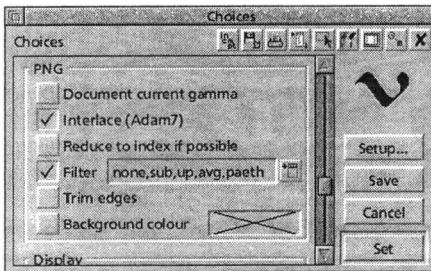 Choices
Choices
PNG
Document current gamma
Interlace (Adam7)
Reduce to index if possible
Filter none,sub,up,avg,paeth
Trim edges
Background colour
Display
Setup...
Save
Cancel
Set